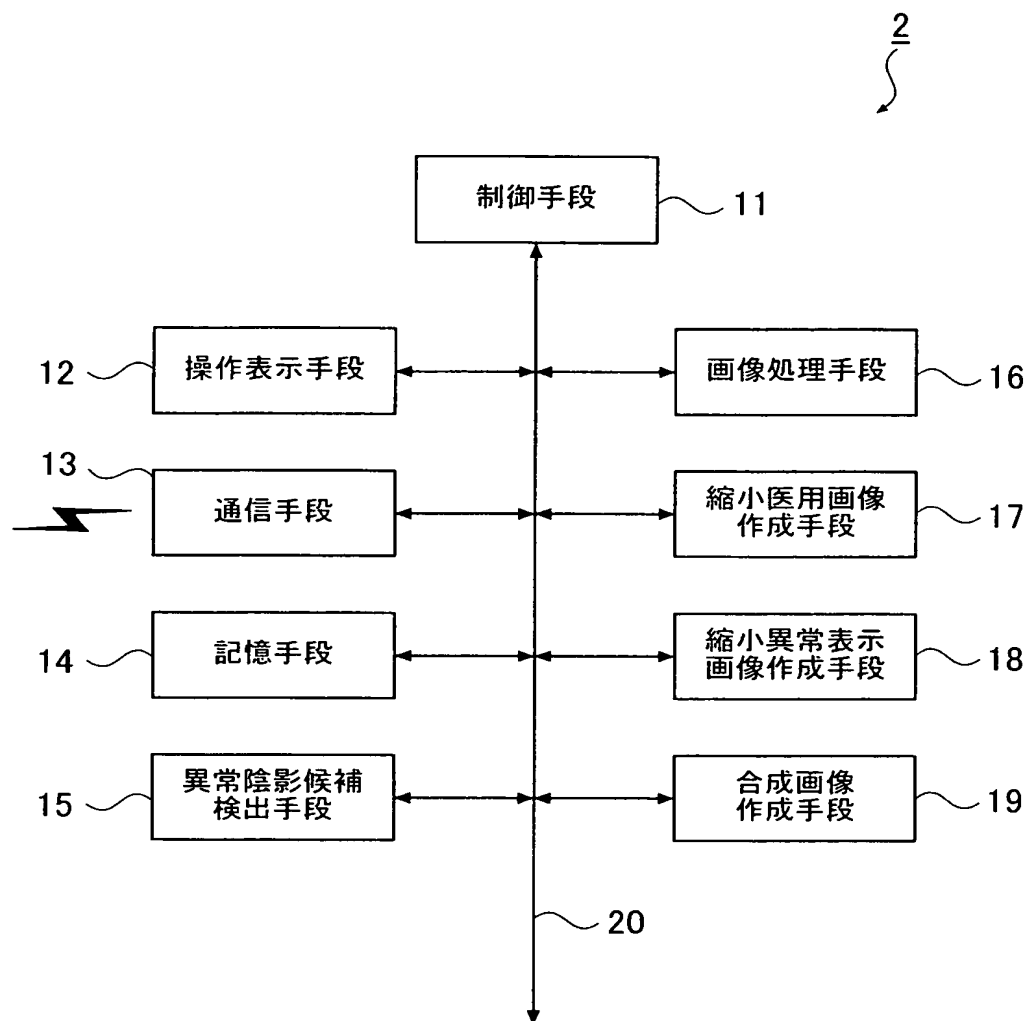 2
制御手段
11
12
操作表示手段
画像処理手段
16
13
通信手段
縮小医用画像
作成手段
17
14
記憶手段
縮小異常表示
画像作成手段
18
15
異常陰影候補
検出手段
合成画像
作成手段
19
20